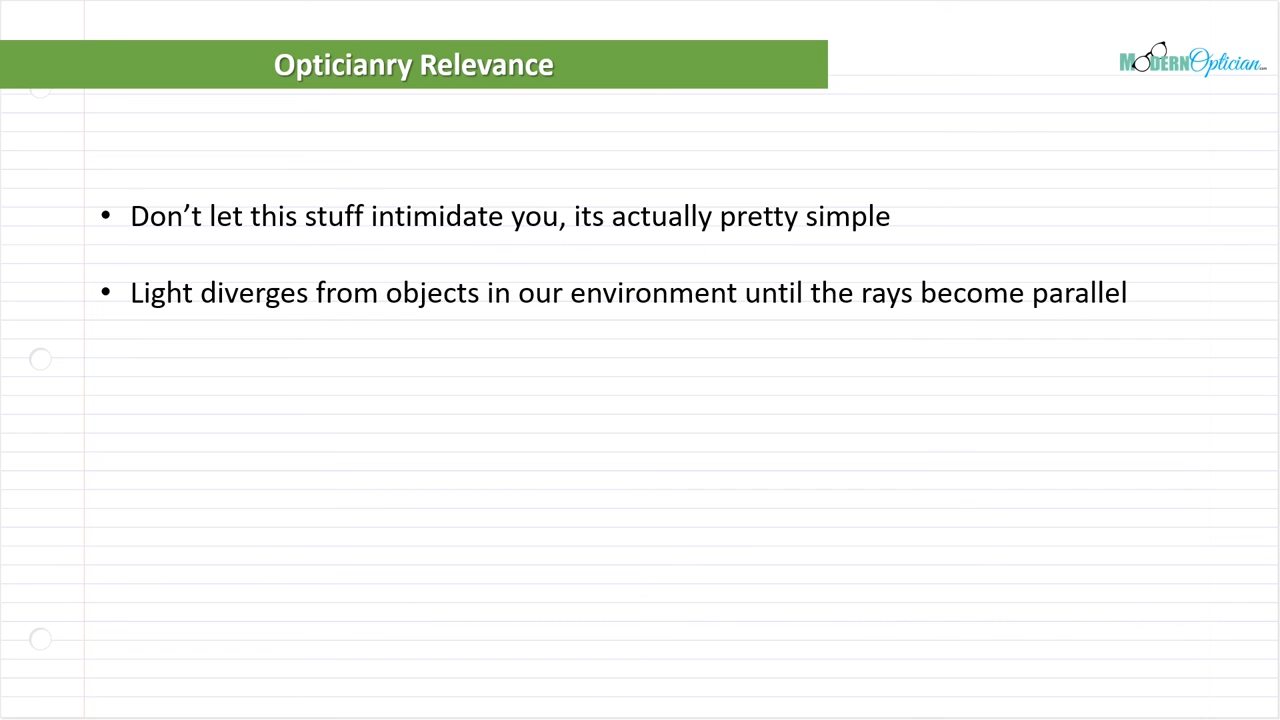 Opticianry Relevance
MODERNOptician.com
• Don’t let this stuff intimidate you, its actually pretty simple
• Light diverges from objects in our environment until the rays become parallel